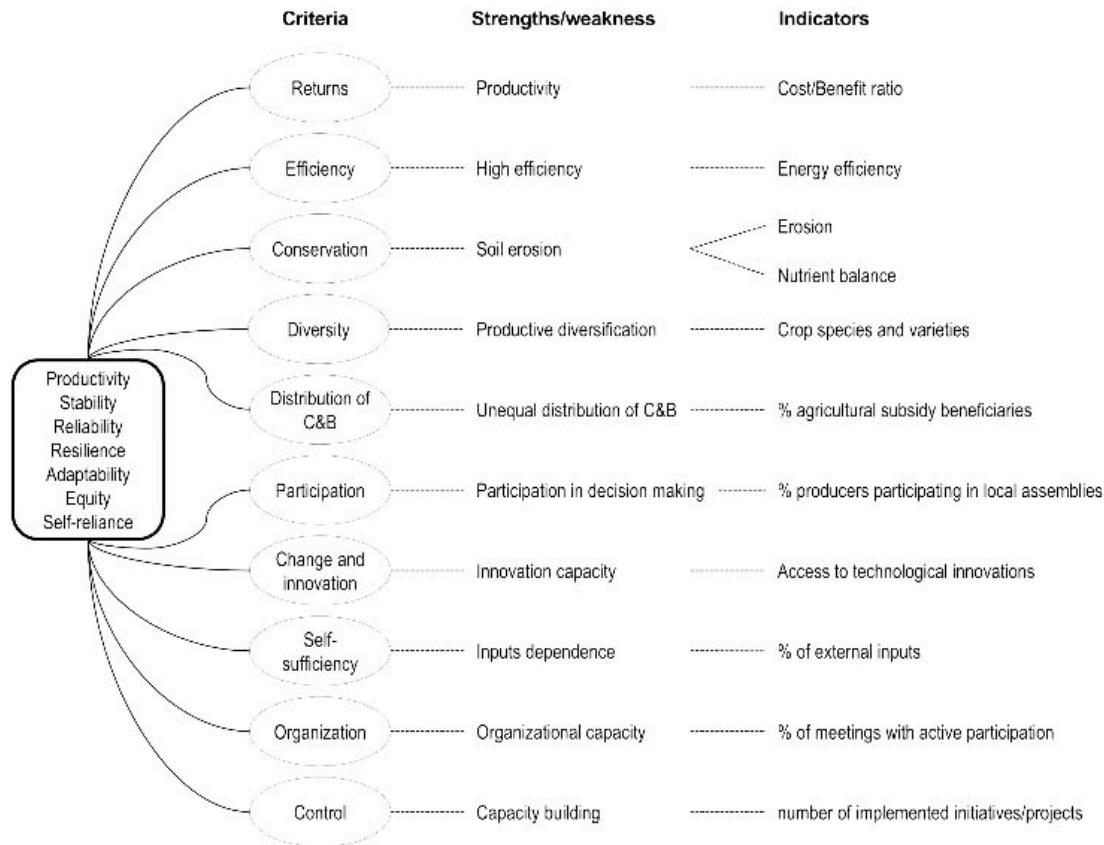 Criteria Strengths/weakness Indicators
Returns Productivity Cost/Benefit ratio
Efficiency High efficiency Energy efficiency
Conservation Soil erosion
Erosion
Nutrient balance
Diversity Productive diversification Crop species and varieties
Distribution of
C&B
Unequal distribution of C&B % agricultural subsidy beneficiaries
Productivity
Stability
Reliability
Resilience
Adaptability
Equity
Self-reliance
Participation Participation in decision making % producers participating in local assemblies
Change and
innovation
Innovation capacity Access to technological innovations
Self-
sufficiency
Inputs dependence % of external inputs
Organization Organizational capacity % of meetings with active participation
Control Capacity building number of implemented initiatives/projects